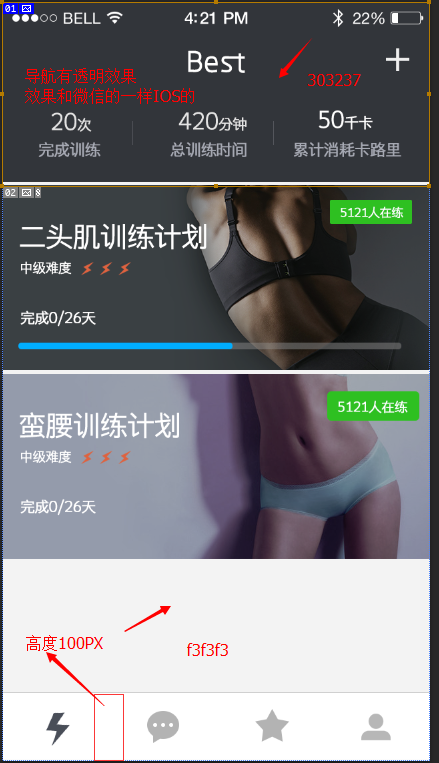 01
BELL 4:21 PM 22%
Best
导航有透明效果
效果和微信的一样IOS的
303237
20次 420分钟 50千卡
完成训练 总训练时间 累计消耗卡路里
02
5121人在练
二头肌训练计划
中级难度
完成0/26天
5121人在练
蛮腰训练计划
中级难度
完成0/26天
高度100PX
f3f3f3